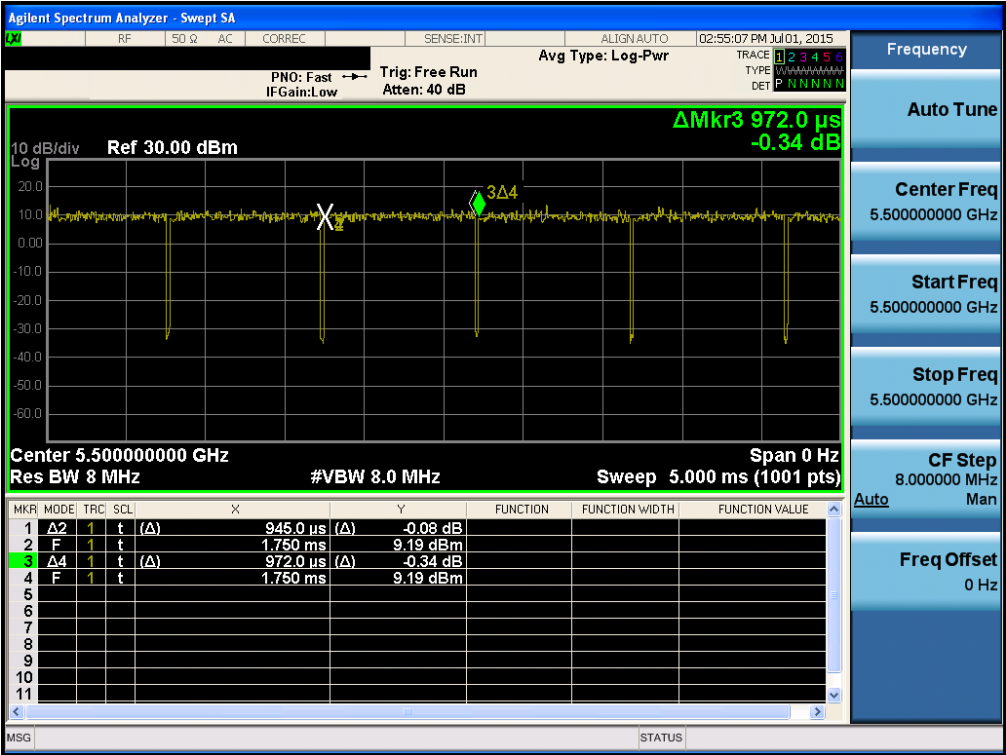 Agilent Spectrum Analyzer - Swept SA
LXI RF 50 Ω AC CORREC SENSE:INT ALIGNAUTO 02:55:07 PM Jul 01, 2015
Frequency
PNO: Fast
IFGain:Low
Trig: Free Run
Atten: 40 dB
Avg Type: Log-Pwr
TRACE 1 2 3 4 5 6
TYPE
DET P N N N N N
Auto Tune
ΔMkr3 972.0 µs
-0.34 dB
10 dB/div Ref 30.00 dBm
Log
20.0
10.0
0.00
-10.0
-20.0
-30.0
-40.0
-50.0
-60.0
3Δ4
X
Center Freq
5.500000000 GHz
Start Freq
5.500000000 GHz
Stop Freq
5.500000000 GHz
CF Step
8.000000 MHz
Auto Man
Freq Offset
0 Hz
Center 5.500000000 GHz Span 0 Hz
Res BW 8 MHz #VBW 8.0 MHz Sweep 5.000 ms (1001 pts)
MKR MODE TRC SCL X Y FUNCTION FUNCTION WIDTH FUNCTION VALUE
1 Δ2 1 t (Δ) 945.0 µs (Δ) -0.08 dB
2 F 1 t 1.750 ms 9.19 dBm
3 Δ4 1 t (Δ) 972.0 µs (Δ) -0.34 dB
4 F 1 t 1.750 ms 9.19 dBm
5
6
7
8
9
10
11
MSG STATUS